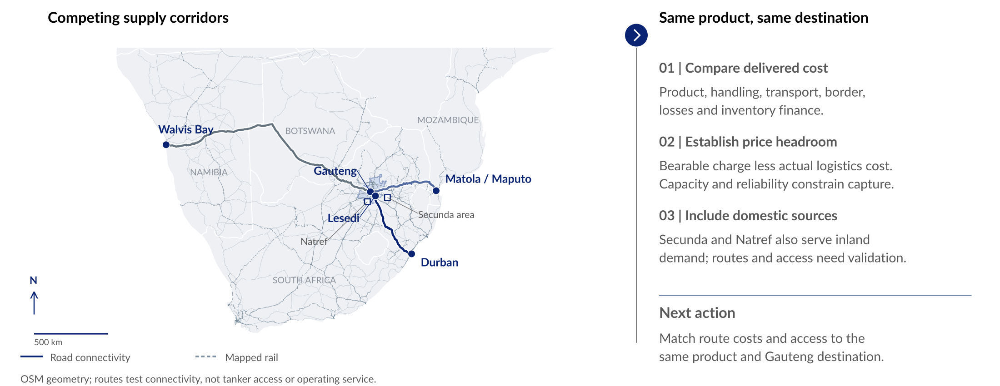 Competing supply corridors
Walvis Bay
BOTSWANA
MOZAMBIQUE
NAMIBIA
Gauteng
Matola / Maputo
Lesedi
Secunda area
Natref
Durban
SOUTH AFRICA
N
500 km
Road connectivity
Mapped rail
OSM geometry; routes test connectivity, not tanker access or operating service.
Same product, same destination
01 | Compare delivered cost
Product, handling, transport, border,
losses and inventory finance.
02 | Establish price headroom
Bearable charge less actual logistics cost.
Capacity and reliability constrain capture.
03 | Include domestic sources
Secunda and Natref also serve inland
demand; routes and access need validation.
Next action
Match route costs and access to the
same product and Gauteng destination.